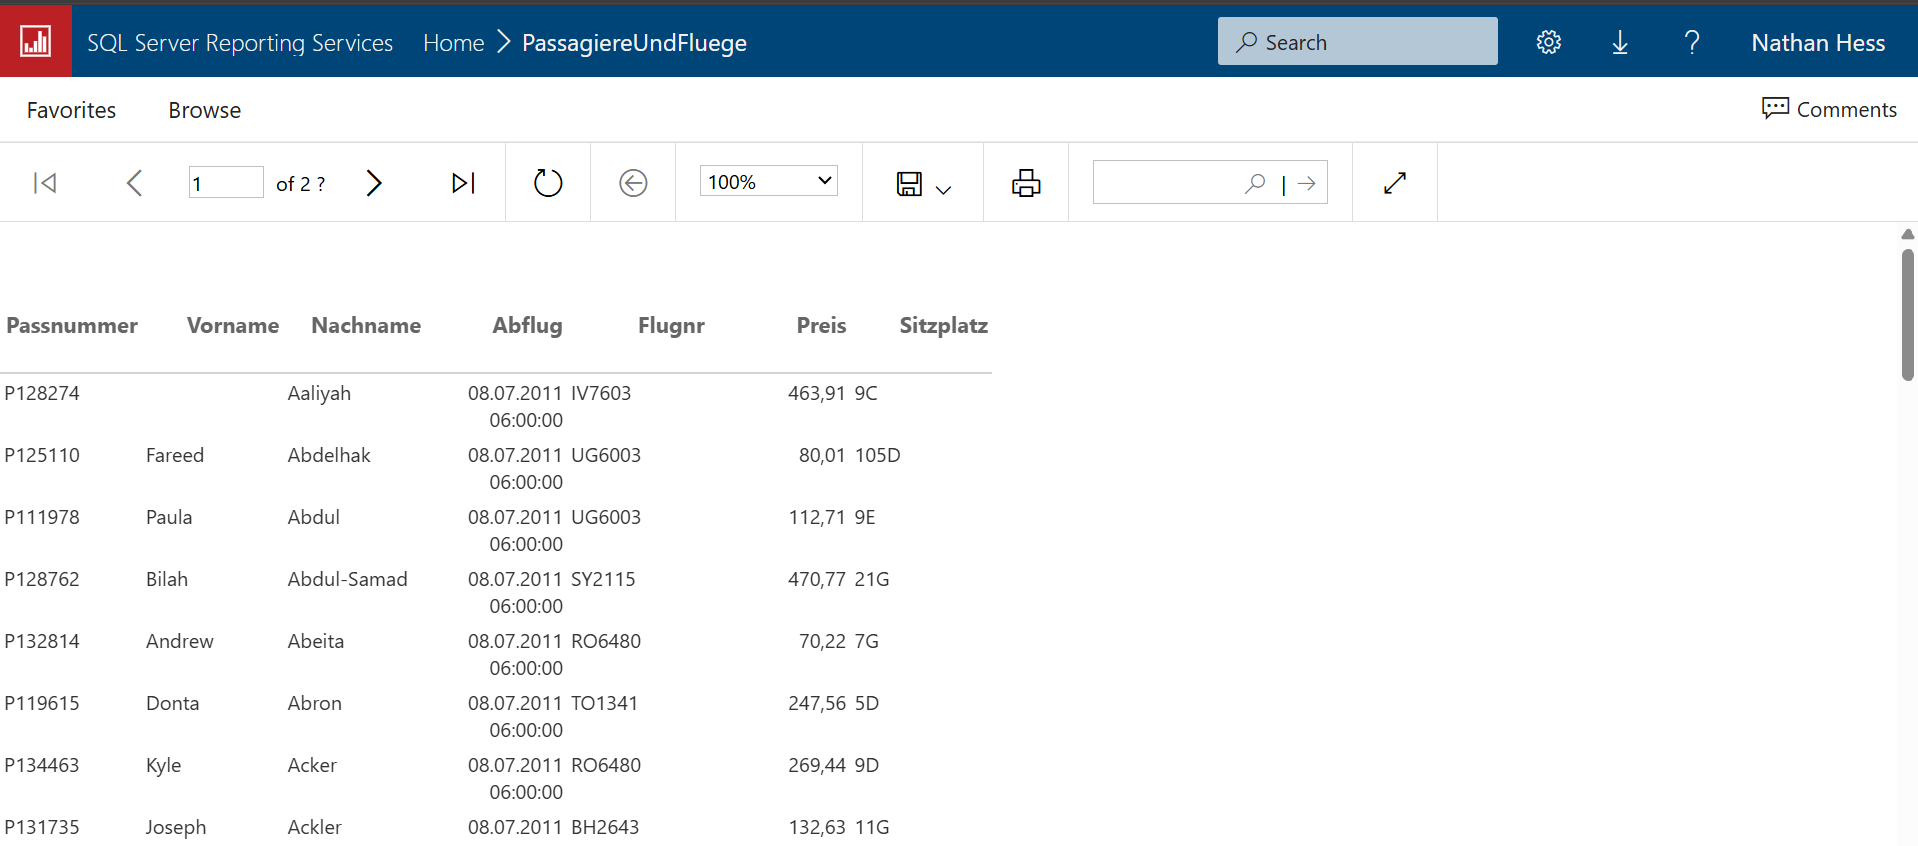 SQL Server Reporting Services Home PassagiereUndFluege Search Nathan Hess
Favorites Browse Comments
1 of 2 ? 100% |
Passnummer Vorname Nachname Abflug Flugnr Preis Sitzplatz
P128274 Aaliyah 08.07.2011 IV7603 463,91 9C
06:00:00
P125110 Fareed Abdelhak 08.07.2011 UG6003 80,01 105D
06:00:00
P111978 Paula Abdul 08.07.2011 UG6003 112,71 9E
06:00:00
P128762 Bilah Abdul-Samad 08.07.2011 SY2115 470,77 21G
06:00:00
P132814 Andrew Abeita 08.07.2011 RO6480 70,22 7G
06:00:00
P119615 Donta Abron 08.07.2011 TO1341 247,56 5D
06:00:00
P134463 Kyle Acker 08.07.2011 RO6480 269,44 9D
06:00:00
P131735 Joseph Ackler 08.07.2011 BH2643 132,63 11G